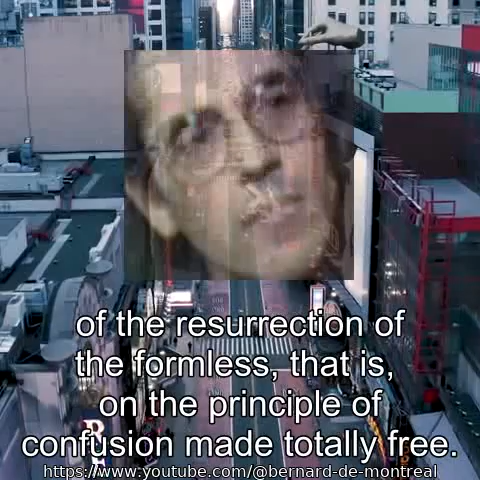 of the resurrection of
the formless, that is,
on the principle of
confusion made totally free.
https://www.youtube.com/@bernard-de-montreal